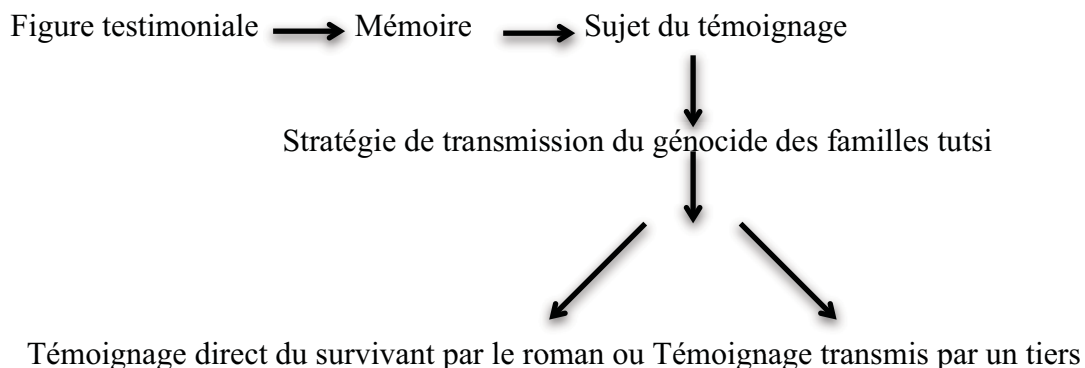 Figure testimoniale Mémoire Sujet du témoignage
Stratégie de transmission du génocide des familles tutsi
Témoignage direct du survivant par le roman ou Témoignage transmis par un tiers